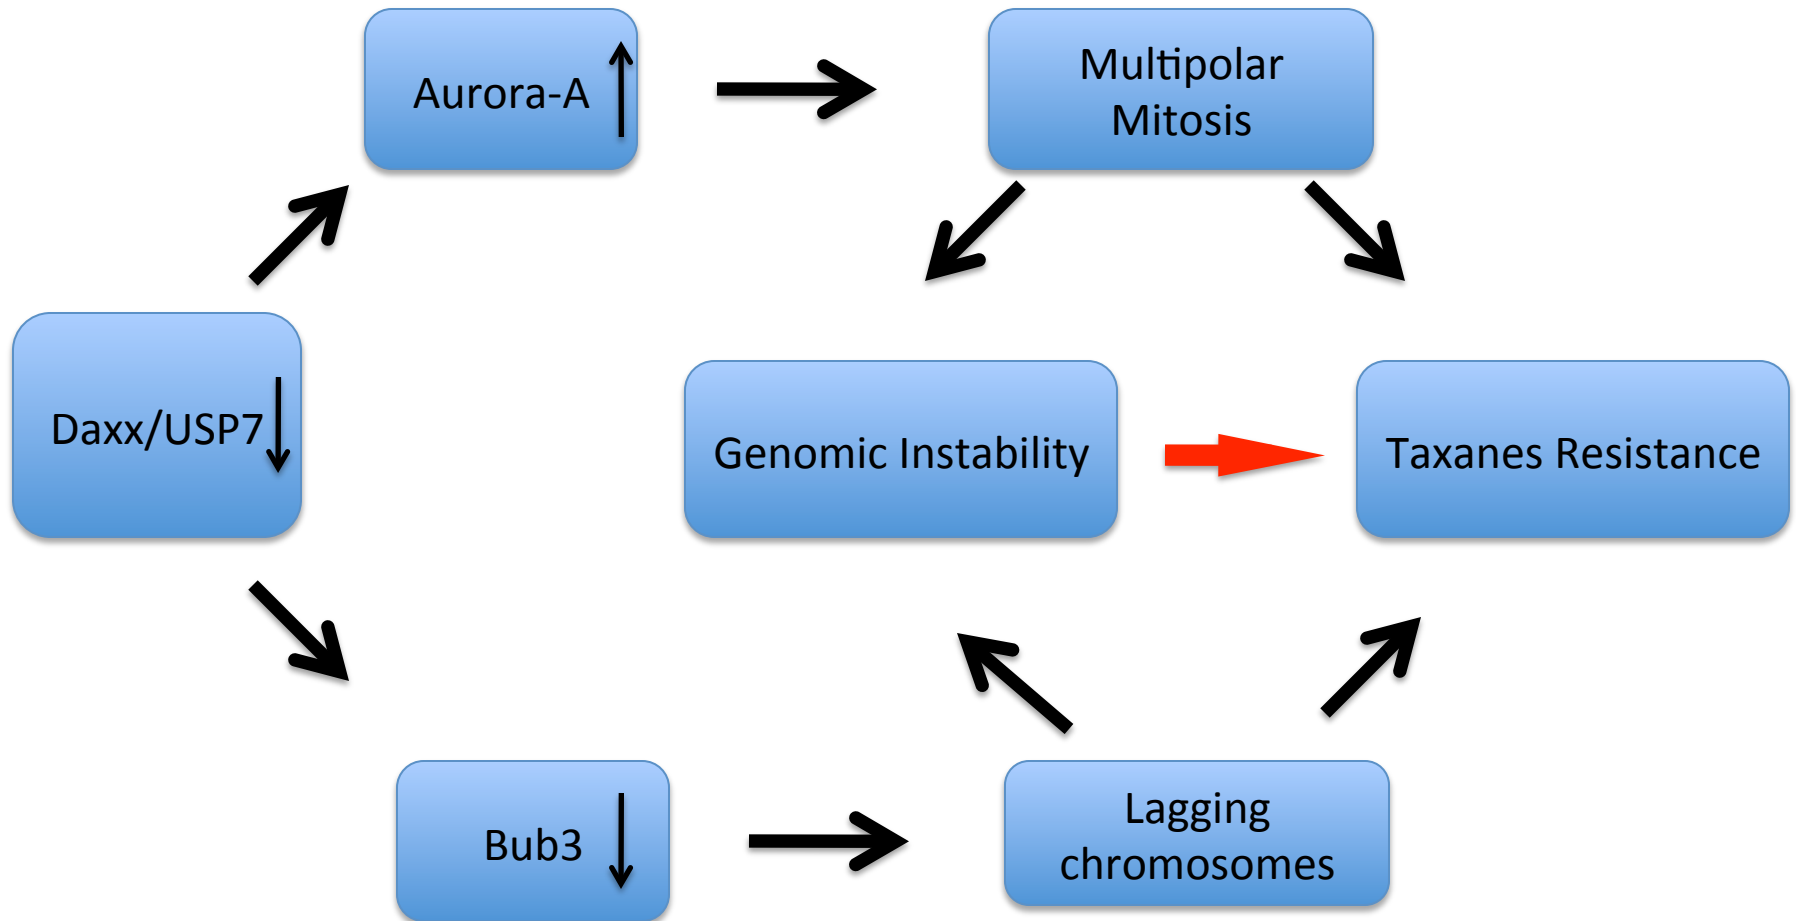 Aurora-A
Multipolar
Mitosis
Daxx/USP7
Genomic Instability
Taxanes Resistance
Bub3
Lagging
chromosomes